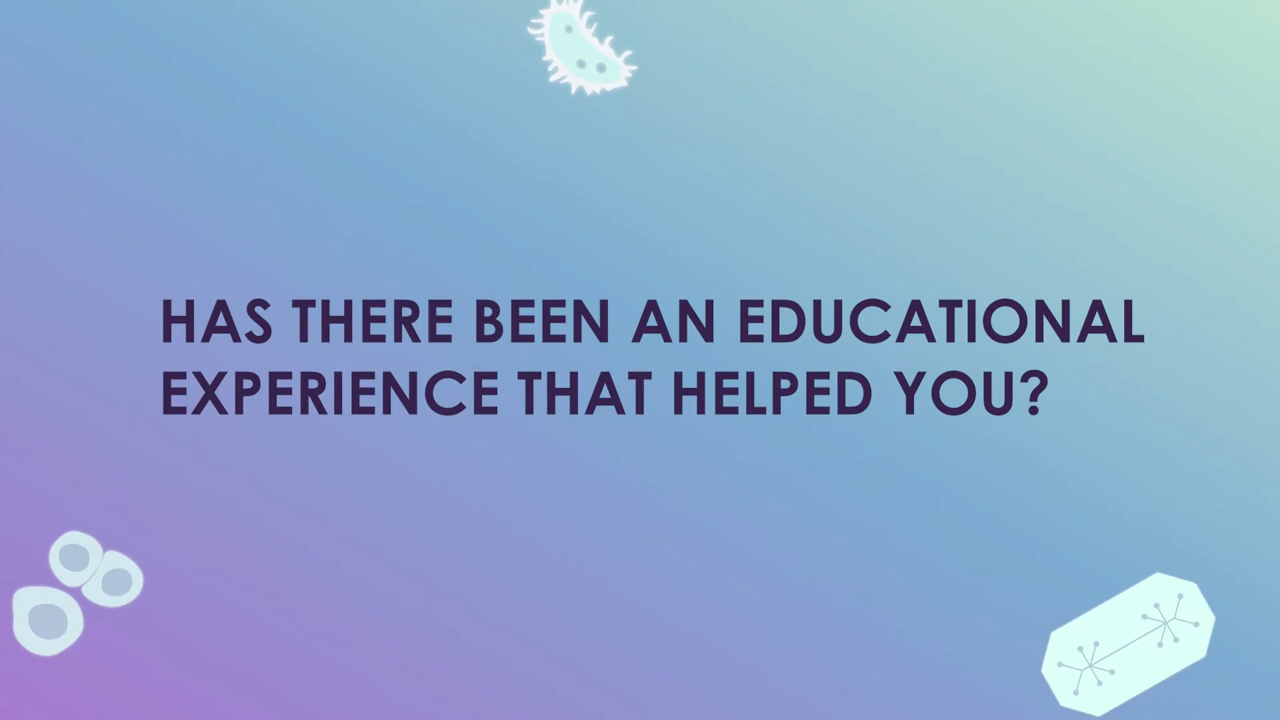 HAS THERE BEEN AN EDUCATIONAL
EXPERIENCE THAT HELPED YOU?